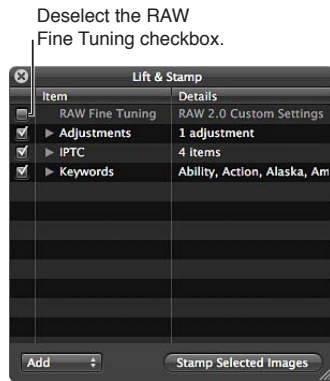 Deselect the RAW
Fine Tuning checkbox.
Lift & Stamp
Item Details
RAW Fine Tuning RAW 2.0 Custom Settings
Adjustments 1 adjustment
IPTC 4 items
Keywords Ability, Action, Alaska, Am
Add Stamp Selected Images